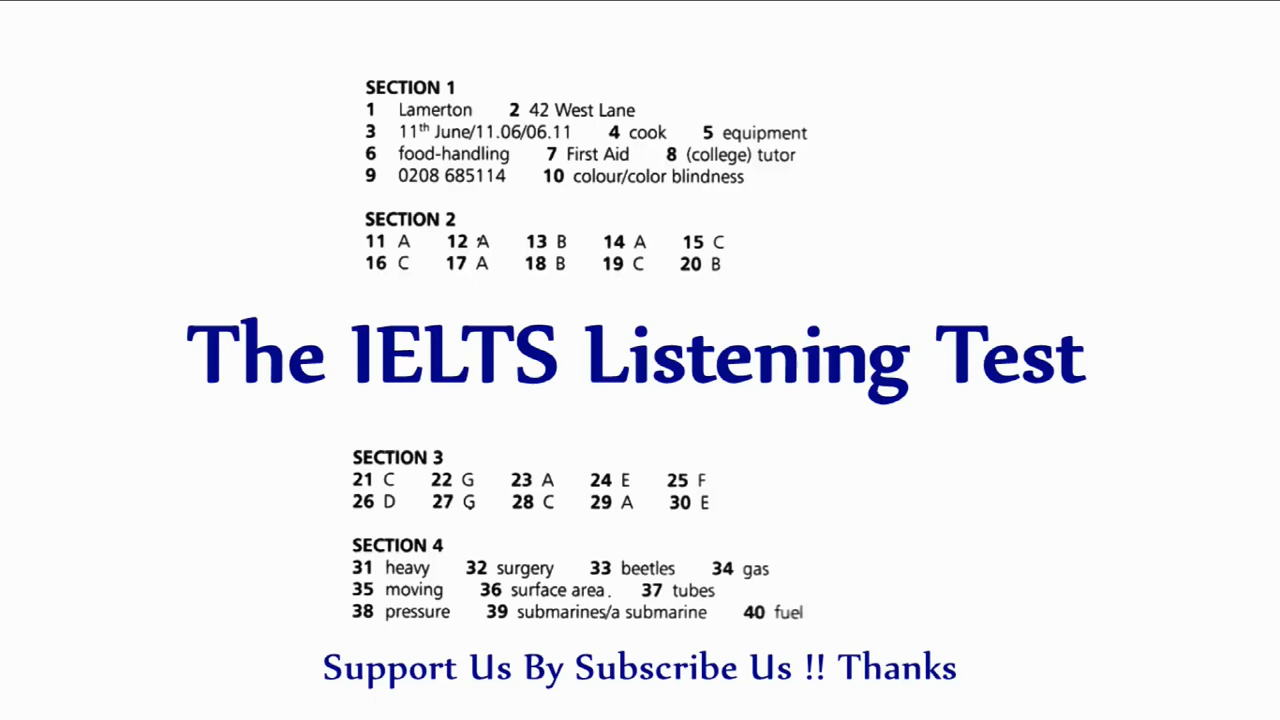 SECTION 1
1 Lamerton 2 42 West Lane
3 11th June/11.06/06.11 4 cook 5 equipment
6 food-handling 7 First Aid 8 (college) tutor
9 0208 685114 10 colour/color blindness
SECTION 2
11 A 12 A 13 B 14 A 15 C
16 C 17 A 18 B 19 C 20 B
The IELTS Listening Test
SECTION 3
21 C 22 G 23 A 24 E 25 F
26 D 27 G 28 C 29 A 30 E
SECTION 4
31 heavy 32 surgery 33 beetles 34 gas
35 moving 36 surface area. 37 tubes
38 pressure 39 submarines/a submarine 40 fuel
Support Us By Subscribe Us !! Thanks